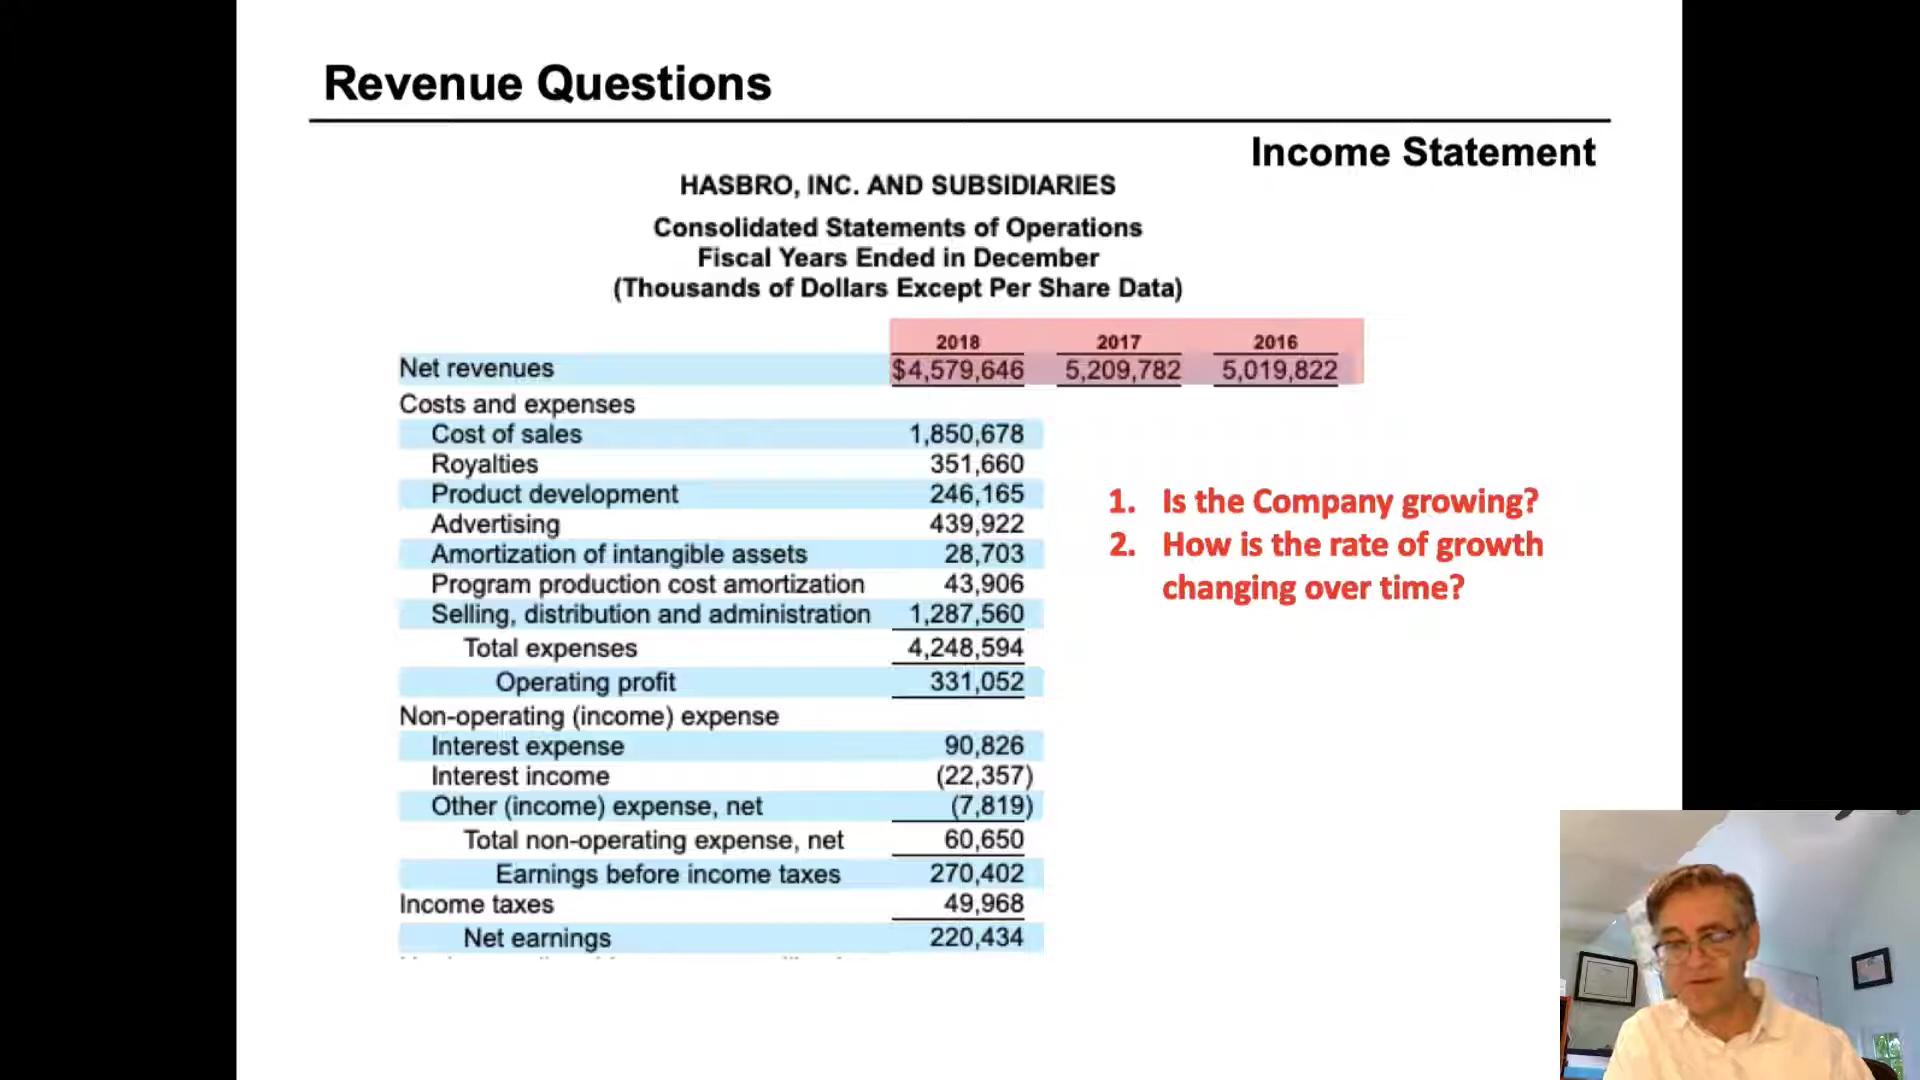 Revenue Questions
Income Statement
HASBRO, INC. AND SUBSIDIARIES
Consolidated Statements of Operations
Fiscal Years Ended in December
(Thousands of Dollars Except Per Share Data)
2018 2017 2016
Net revenues $4,579,646 5,209,782 5,019,822
Costs and expenses
Cost of sales 1,850,678
Royalties 351,660
Product development 246,165
Advertising 439,922
Amortization of intangible assets 28,703
Program production cost amortization 43,906
Selling, distribution and administration 1,287,560
Total expenses 4,248,594
Operating profit 331,052
Non-operating (income) expense
Interest expense 90,826
Interest income (22,357)
Other (income) expense, net (7,819)
Total non-operating expense, net 60,650
Earnings before income taxes 270,402
Income taxes 49,968
Net earnings 220,434
1. Is the Company growing?
2. How is the rate of growth
changing over time?